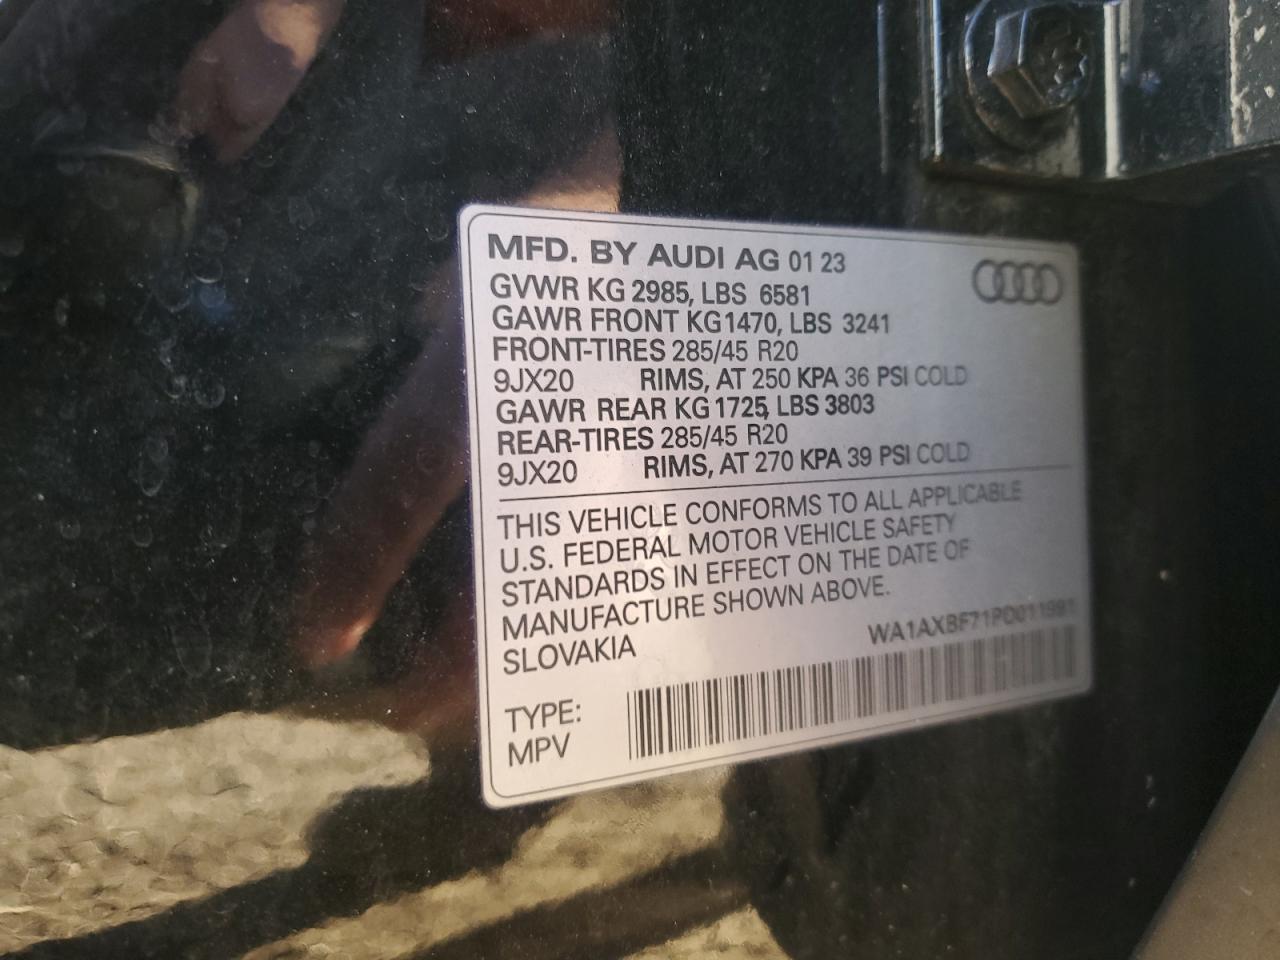 MFD. BY AUDI AG 01 23
GVWR KG 2985, LBS 6581
GAWR FRONT KG1470, LBS 3241
FRONT-TIRES 285/45 R20
9JX20 RIMS, AT 250 KPA 36 PSI COLD
GAWR REAR KG1725, LBS 3803
REAR-TIRES 285/45 R20
9JX20 RIMS, AT 270 KPA 39 PSI COLD
THIS VEHICLE CONFORMS TO ALL APPLICABLE
U.S. FEDERAL MOTOR VEHICLE SAFETY
STANDARDS IN EFFECT ON THE DATE OF
MANUFACTURE SHOWN ABOVE.
SLOVAKIA WA1AXBF71PD011991
TYPE:
MPV